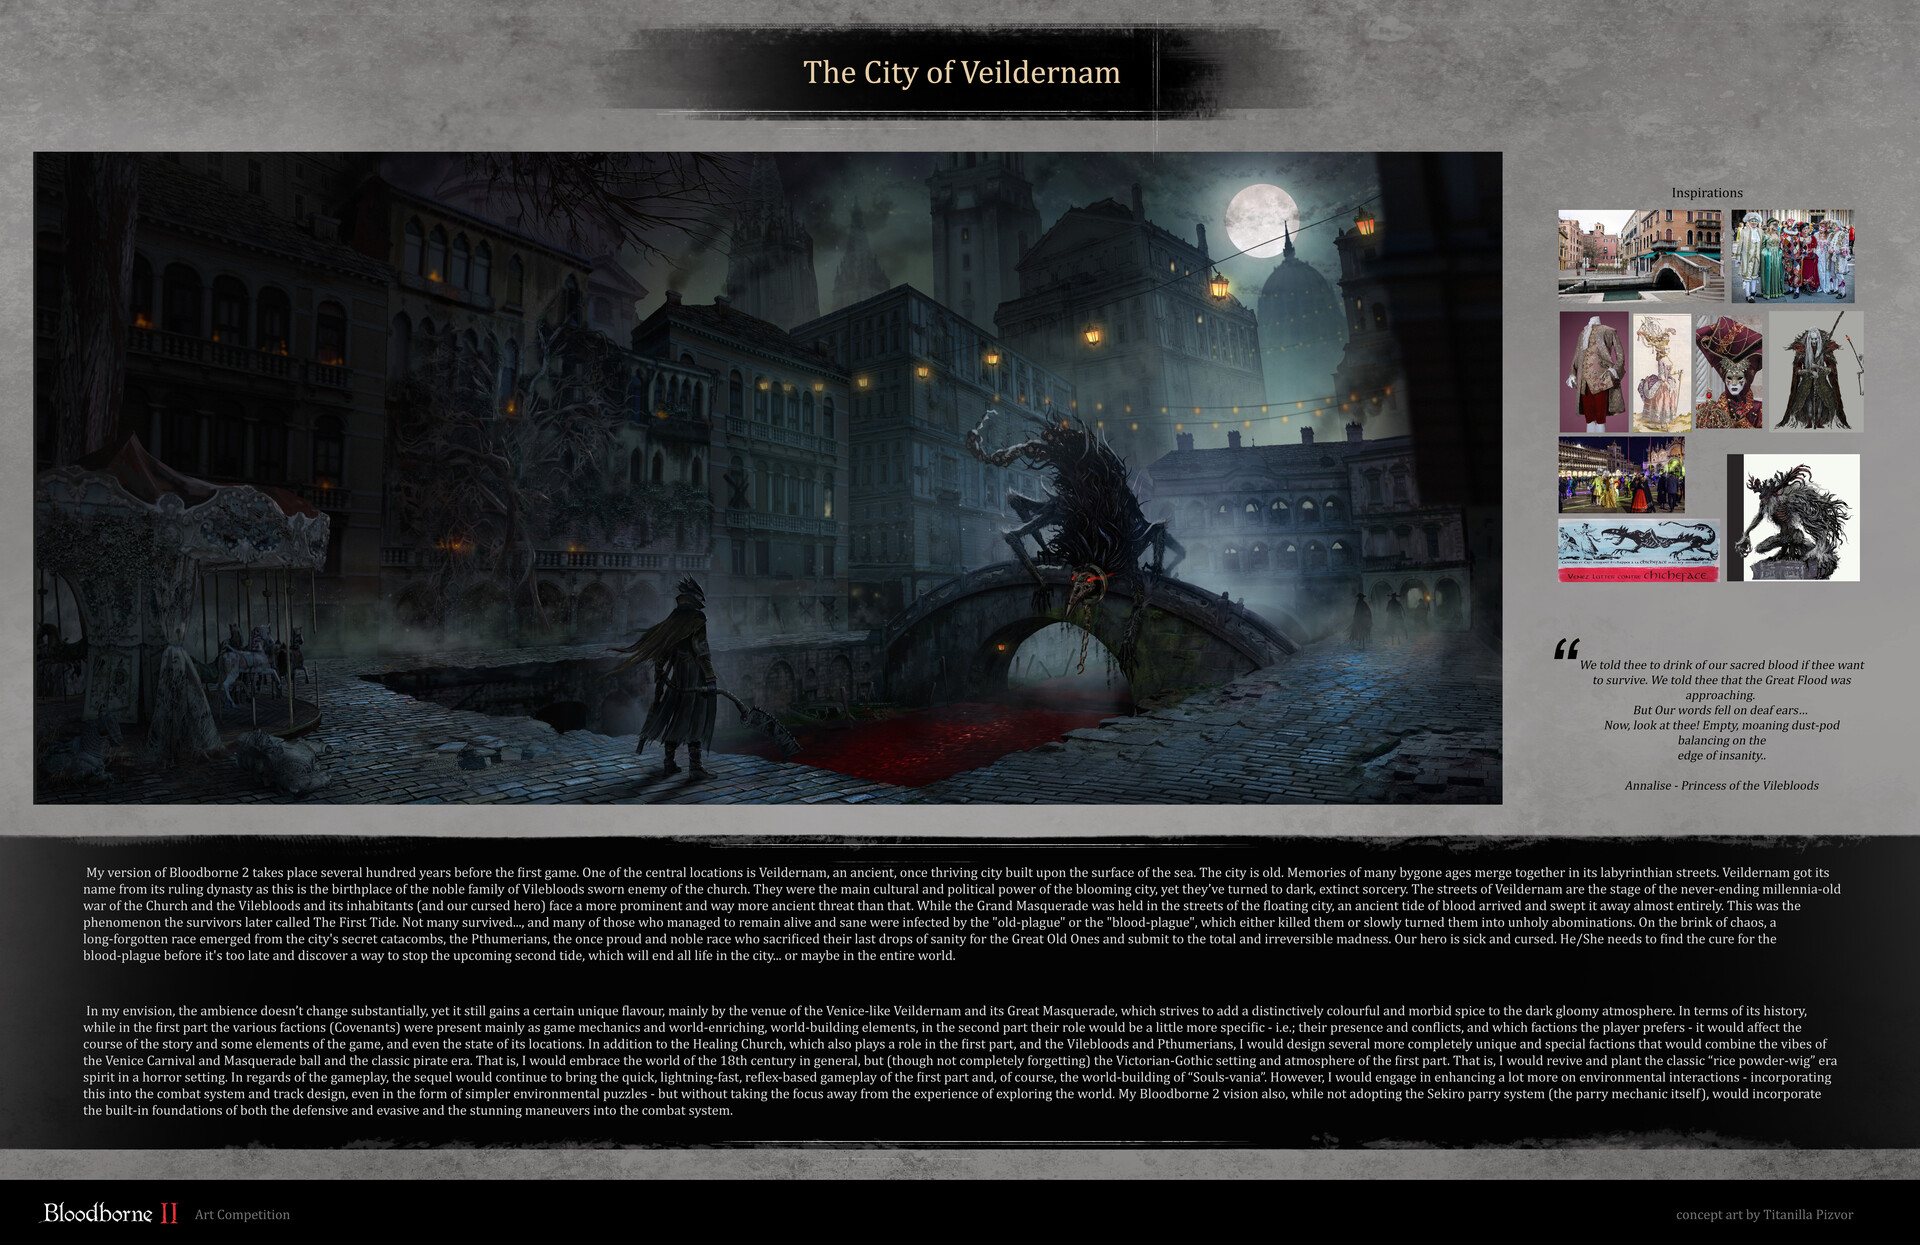 The City of Veildernam
Inspirations
VENEZ LUTTER CONTRE CHICHEFACE
“We told thee to drink of our sacred blood if thee want
to survive. We told thee that the Great Flood was
approaching.
But Our words fell on deaf ears...
Now, look at thee! Empty, moaning dust-pod
balancing on the
edge of insanity..
Annalise - Princess of the Vilebloods
My version of Bloodborne 2 takes place several hundred years before the first game. One of the central locations is Veildernam, an ancient, once thriving city built upon the surface of the sea. The city is old. Memories of many bygone ages merge together in its labyrinthian streets. Veildernam got its
name from its ruling dynasty as this is the birthplace of the noble family of Vilebloods sworn enemy of the church. They were the main cultural and political power of the blooming city, yet they’ve turned to dark, extinct sorcery. The streets of Veildernam are the stage of the never-ending millennia-old
war of the Church and the Vilebloods and its inhabitants (and our cursed hero) face a more prominent and way more ancient threat than that. While the Grand Masquerade was held in the streets of the floating city, an ancient tide of blood arrived and swept it away almost entirely. This was the
phenomenon the survivors later called The First Tide. Not many survived..., and many of those who managed to remain alive and sane were infected by the "old-plague" or the "blood-plague", which either killed them or slowly turned them into unholy abominations. On the brink of chaos, a
long-forgotten race emerged from the city's secret catacombs, the Pthumerians, the once proud and noble race who sacrificed their last drops of sanity for the Great Old Ones and submit to the total and irreversible madness. Our hero is sick and cursed. He/She needs to find the cure for the
blood-plague before it’s too late and discover a way to stop the upcoming second tide, which will end all life in the city... or maybe in the entire world.
In my envision, the ambience doesn’t change substantially, yet it still gains a certain unique flavour, mainly by the venue of the Venice-like Veildernam and its Great Masquerade, which strives to add a distinctively colourful and morbid spice to the dark gloomy atmosphere. In terms of its history,
while in the first part the various factions (Covenants) were present mainly as game mechanics and world-enriching, world-building elements, in the second part their role would be a little more specific - i.e.; their presence and conflicts, and which factions the player prefers - it would affect the
course of the story and some elements of the game, and even the state of its locations. In addition to the Healing Church, which also plays a role in the first part, and the Vilebloods and Pthumerians, I would design several more completely unique and special factions that would combine the vibes of
the Venice Carnival and Masquerade ball and the classic pirate era. That is, I would embrace the world of the 18th century in general, but (though not completely forgetting) the Victorian-Gothic setting and atmosphere of the first part. That is, I would revive and plant the classic “rice powder-wig” era
spirit in a horror setting. In regards of the gameplay, the sequel would continue to bring the quick, lightning-fast, reflex-based gameplay of the first part and, of course, the world-building of “Souls-vania”. However, I would engage in enhancing a lot more on environmental interactions - incorporating
this into the combat system and track design, even in the form of simpler environmental puzzles - but without taking the focus away from the experience of exploring the world. My Bloodborne 2 vision also, while not adopting the Sekiro parry system (the parry mechanic itself), would incorporate
the built-in foundations of both the defensive and evasive and the stunning maneuvers into the combat system.
Bloodborne II Art Competition
concept art by Titanilla Pizvor